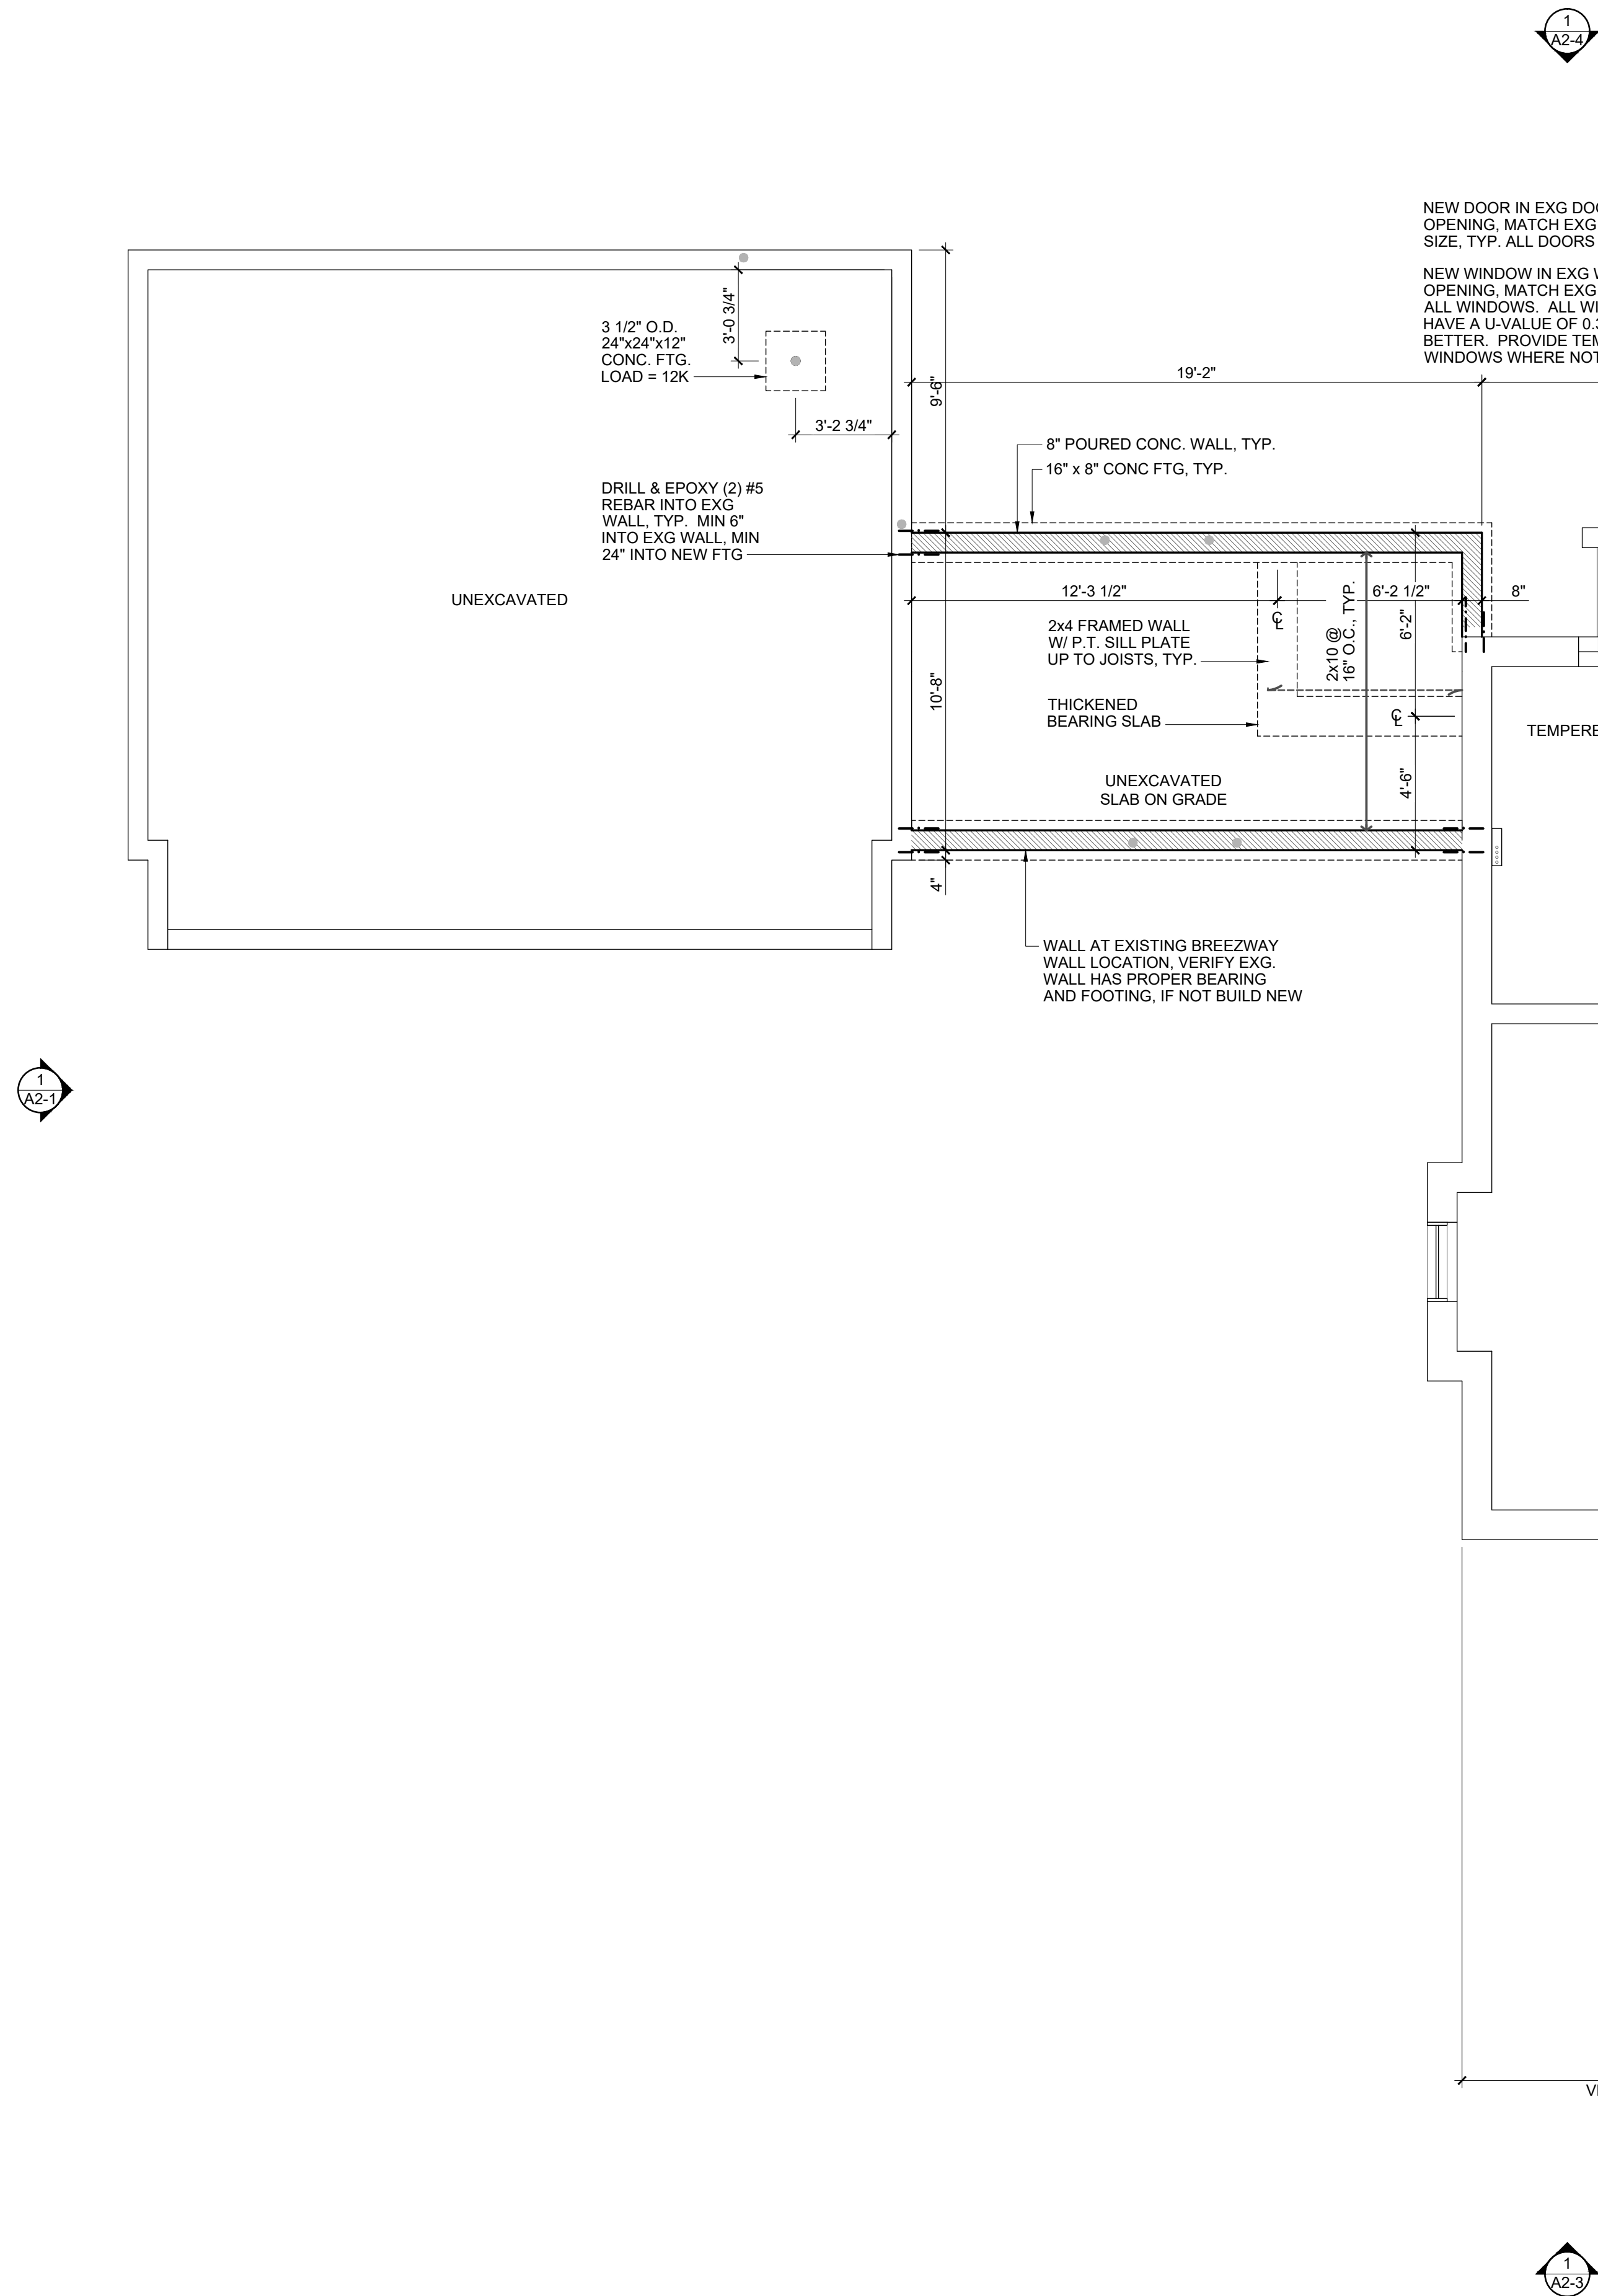 1
A2-4
NEW DOOR IN EXG
OPENING, MATCH EXG
SIZE, TYP. ALL DOORS
NEW WINDOW IN EXG
OPENING, MATCH EXG
ALL WINDOWS. ALL
HAVE A U-VALUE OF
BETTER. PROVIDE
WINDOWS WHERE
3'-0 3/4"
3 1/2" O.D.
24"x24"x12"
CONC. FTG.
LOAD = 12K
19'-2"
9'-6"
3'-2 3/4"
8" POURED CONC. WALL, TYP.
16" x 8" CONC FTG, TYP.
DRILL & EPOXY (2) #5
REBAR INTO EXG
WALL, TYP. MIN 6"
INTO EXG WALL, MIN
24" INTO NEW FTG
UNEXCAVATED
12'-3 1/2"
6'-2 1/2"
8"
CL
2x4 FRAMED WALL
W/ P.T. SILL PLATE
UP TO JOISTS, TYP.
2x10 @
16" O.C., TYP.
6'-2"
10'-8"
THICKENED
BEARING SLAB
CL
UNEXCAVATED
SLAB ON GRADE
4'-6"
4"
WALL AT EXISTING BREEZWAY
WALL LOCATION, VERIFY EXG.
WALL HAS PROPER BEARING
AND FOOTING, IF NOT BUILD NEW
1
A2-1
1
A2-3